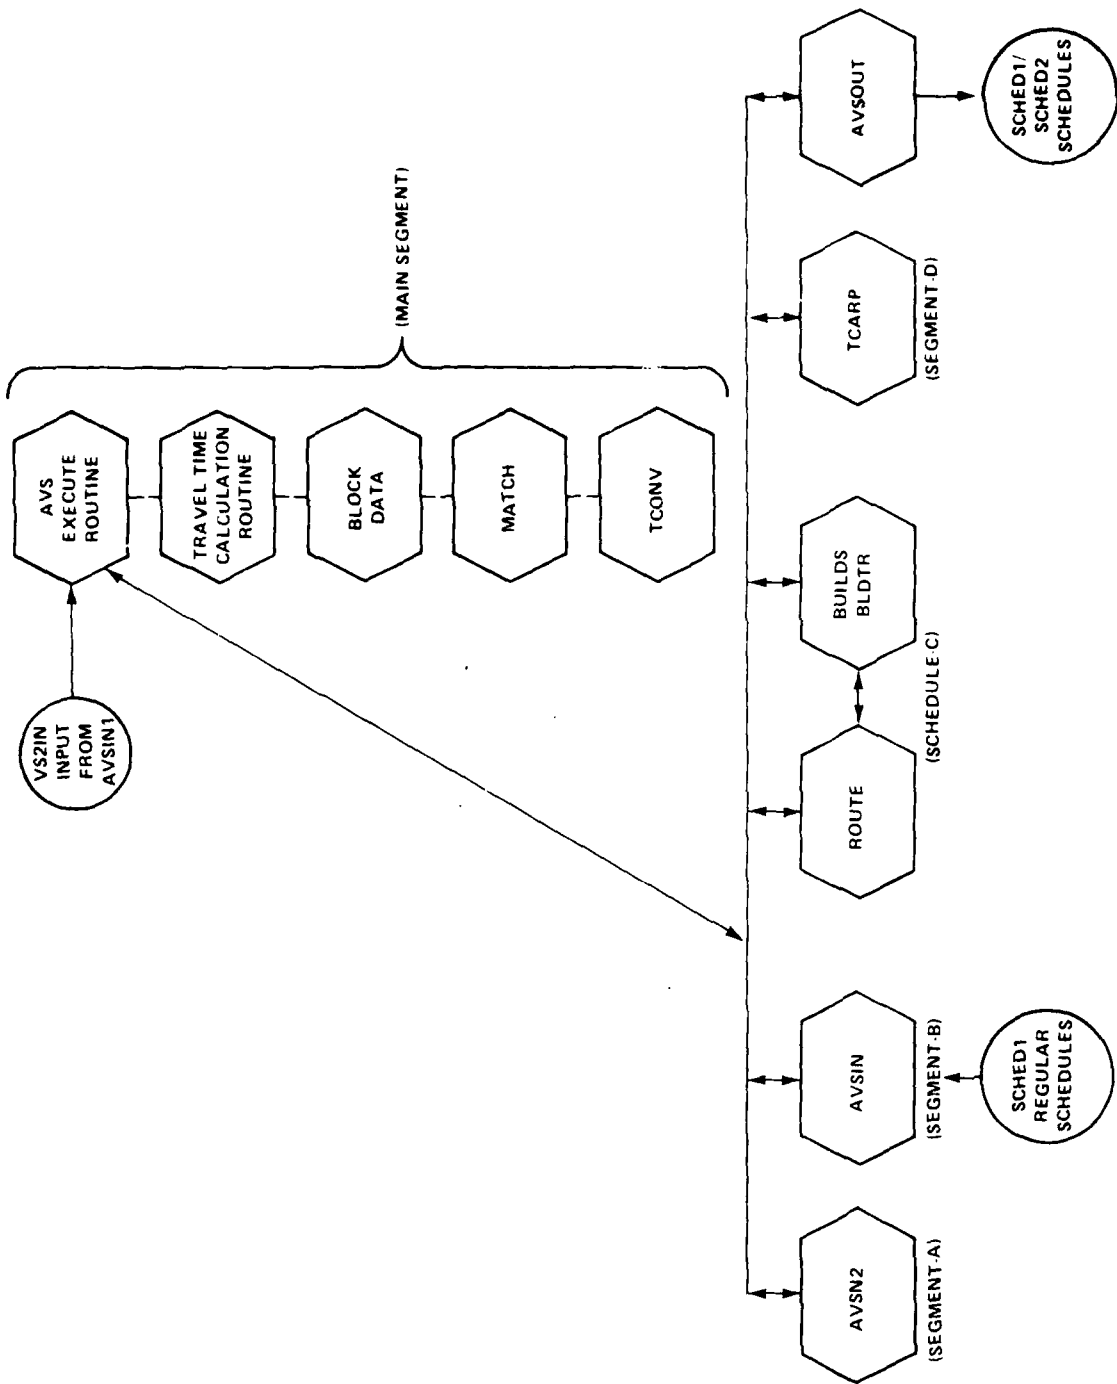 VS2IN
INPUT
FROM
AVSIN1
AVS
EXECUTE
ROUTINE
TRAVEL TIME
CALCULATION
ROUTINE
BLOCK
DATA
MATCH
TCONV
(MAIN SEGMENT)
AVSN2
(SEGMENT-A)
AVSIN
(SEGMENT-B)
SCHED1
REGULAR
SCHEDULES
ROUTE
BUILDS
BLDTR
(SCHEDULE-C)
TCARP
(SEGMENT-D)
AVSOUT
SCHED1/
SCHED2
SCHEDULES